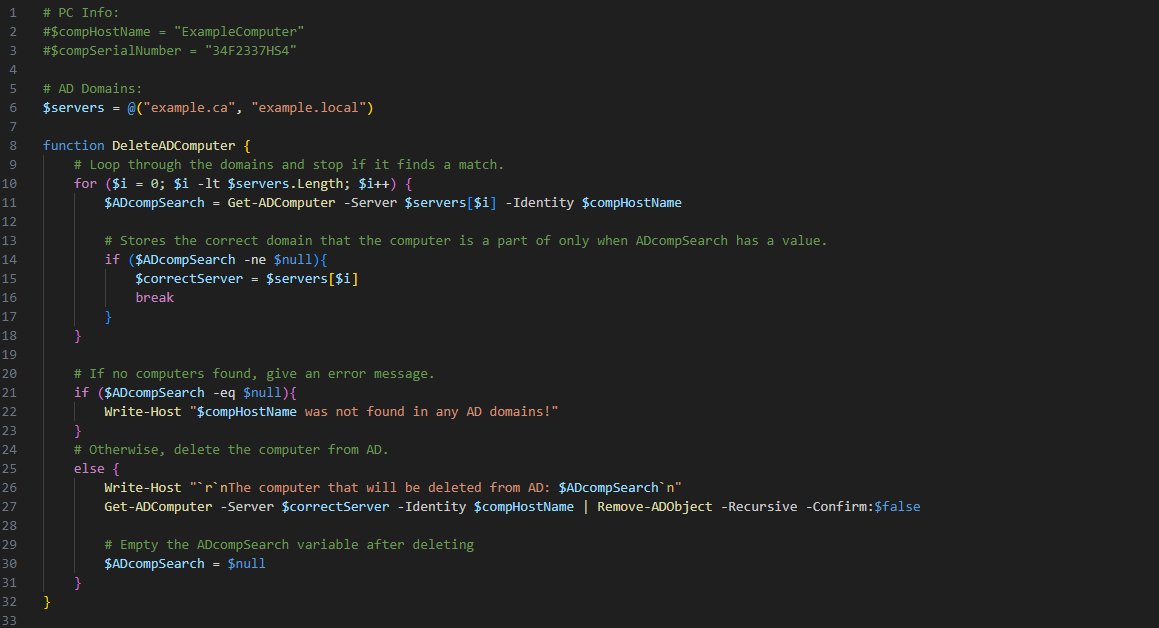 1 # PC Info:
2 #$compHostName = "ExampleComputer"
3 #$compSerialNumber = "34F2337HS4"
4
5 # AD Domains:
6 $servers = @("example.ca", "example.local")
7
8 function DeleteADComputer {
9     # Loop through the domains and stop if it finds a match.
10     for ($i = 0; $i -lt $servers.Length; $i++) {
11         $ADcompSearch = Get-ADComputer -Server $servers[$i] -Identity $compHostName
12
13         # Stores the correct domain that the computer is a part of only when ADcompSearch has a value.
14         if ($ADcompSearch -ne $null){
15             $correctServer = $servers[$i]
16             break
17         }
18     }
19
20     # If no computers found, give an error message.
21     if ($ADcompSearch -eq $null){
22         Write-Host "$compHostName was not found in any AD domains!"
23     }
24     # Otherwise, delete the computer from AD.
25     else {
26         Write-Host "`r`nThe computer that will be deleted from AD: $ADcompSearch`n"
27         Get-ADComputer -Server $correctServer -Identity $compHostName | Remove-ADObject -Recursive -Confirm:$false
28
29         # Empty the ADcompSearch variable after deleting
30         $ADcompSearch = $null
31     }
32 }
33